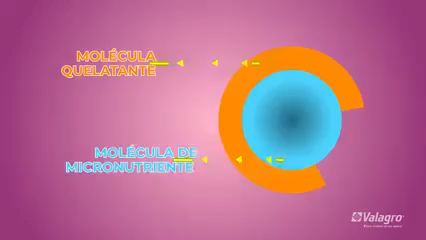 MOLÉCULA
QUELATANTE
MOLÉCULA DE
MICRONUTRIENTE
Valagro